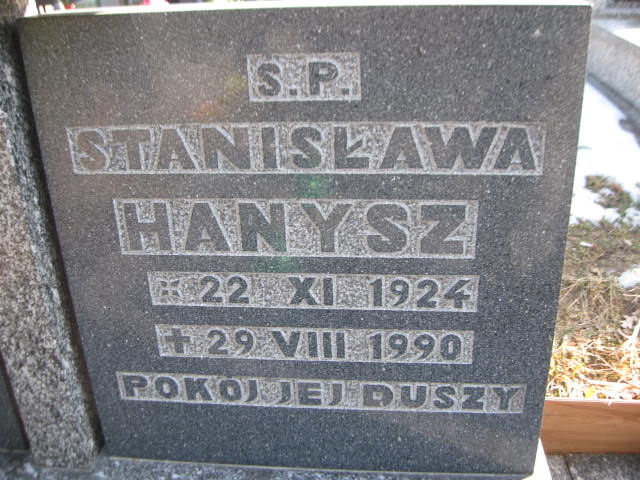 S.P.
STANISŁAWA
HANYSZ
✠ 22 XI 1924
✝ 29 VIII 1990
POKÓJ JEJ DUSZY